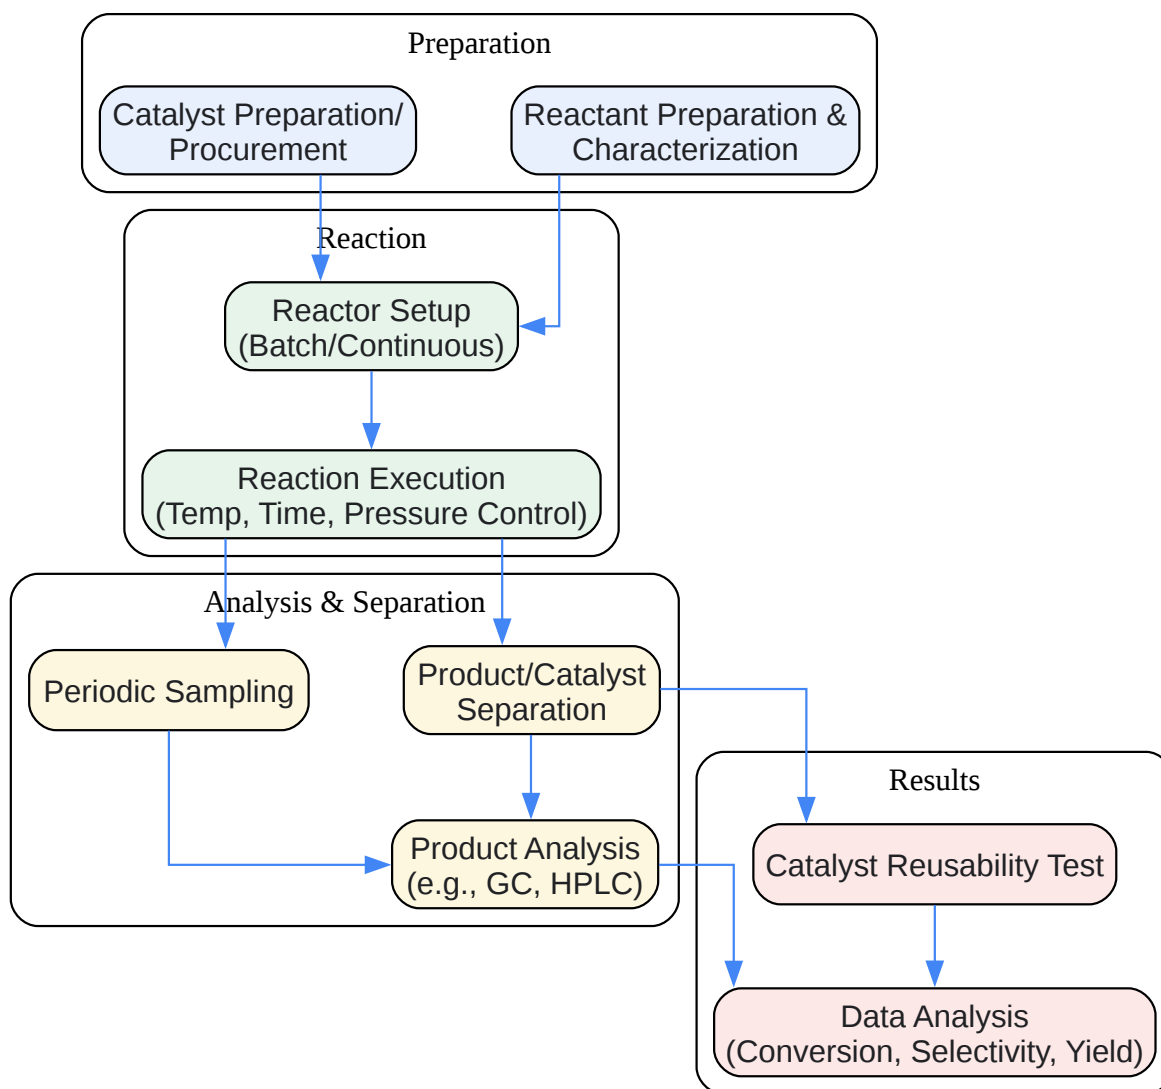 Preparation
Catalyst Preparation/
Procurement
Reactant Preparation &
Characterization
Reaction
Reactor Setup
(Batch/Continuous)
Reaction Execution
(Temp, Time, Pressure Control)
Analysis & Separation
Periodic Sampling
Product/Catalyst
Separation
Product Analysis
(e.g., GC, HPLC)
Results
Catalyst Reusability Test
Data Analysis
(Conversion, Selectivity, Yield)